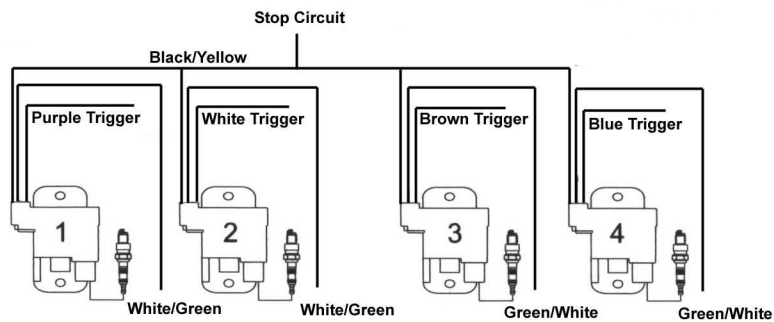 Stop Circuit
Black/Yellow
Purple Trigger
White Trigger
Brown Trigger
Blue Trigger
1
2
3
4
White/Green
White/Green
Green/White
Green/White